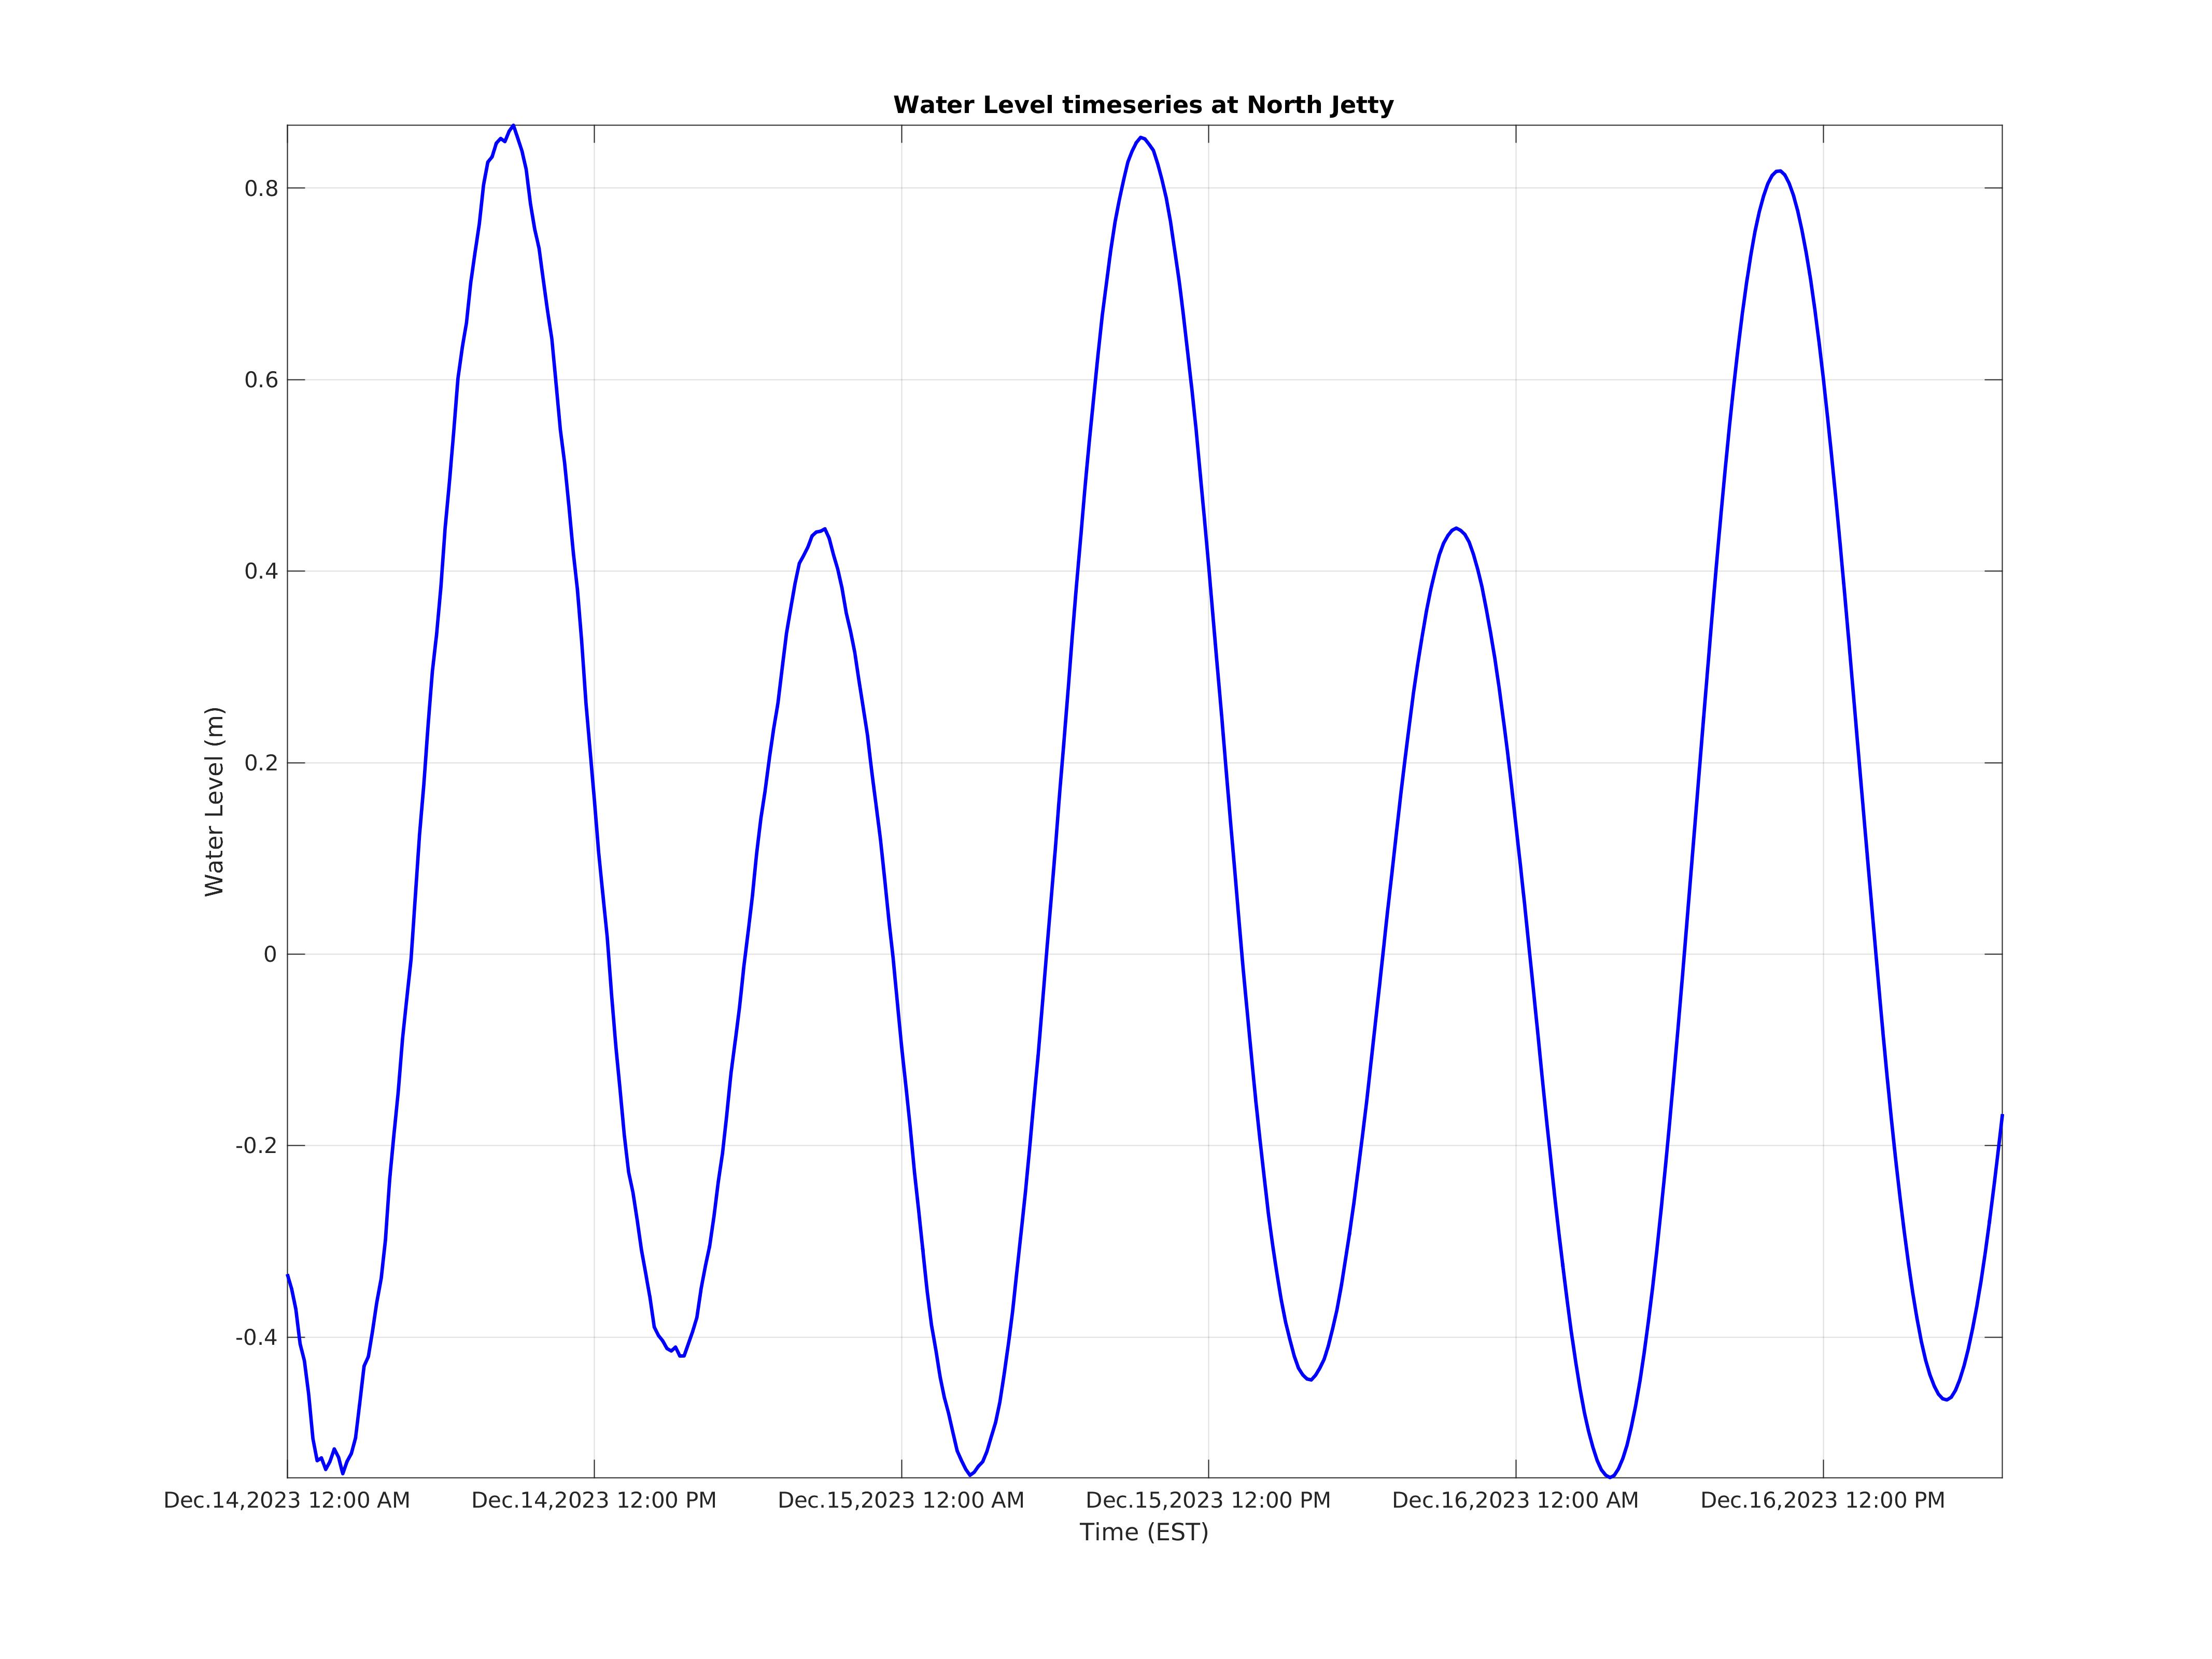 Water Level timeseries at North Jetty
0.8
0.6
0.4
0.2
0
-0.2
-0.4
Water Level (m)
Dec.14,2023 12:00 AM
Dec.14,2023 12:00 PM
Dec.15,2023 12:00 AM
Dec.15,2023 12:00 PM
Dec.16,2023 12:00 AM
Dec.16,2023 12:00 PM
Time (EST)